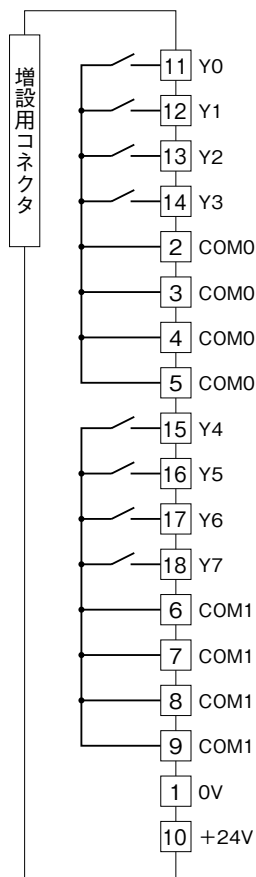 増設用コネクタ
11 Y0
12 Y1
13 Y2
14 Y3
2 COM0
3 COM0
4 COM0
5 COM0
15 Y4
16 Y5
17 Y6
18 Y7
6 COM1
7 COM1
8 COM1
9 COM1
1 0V
10 +24V